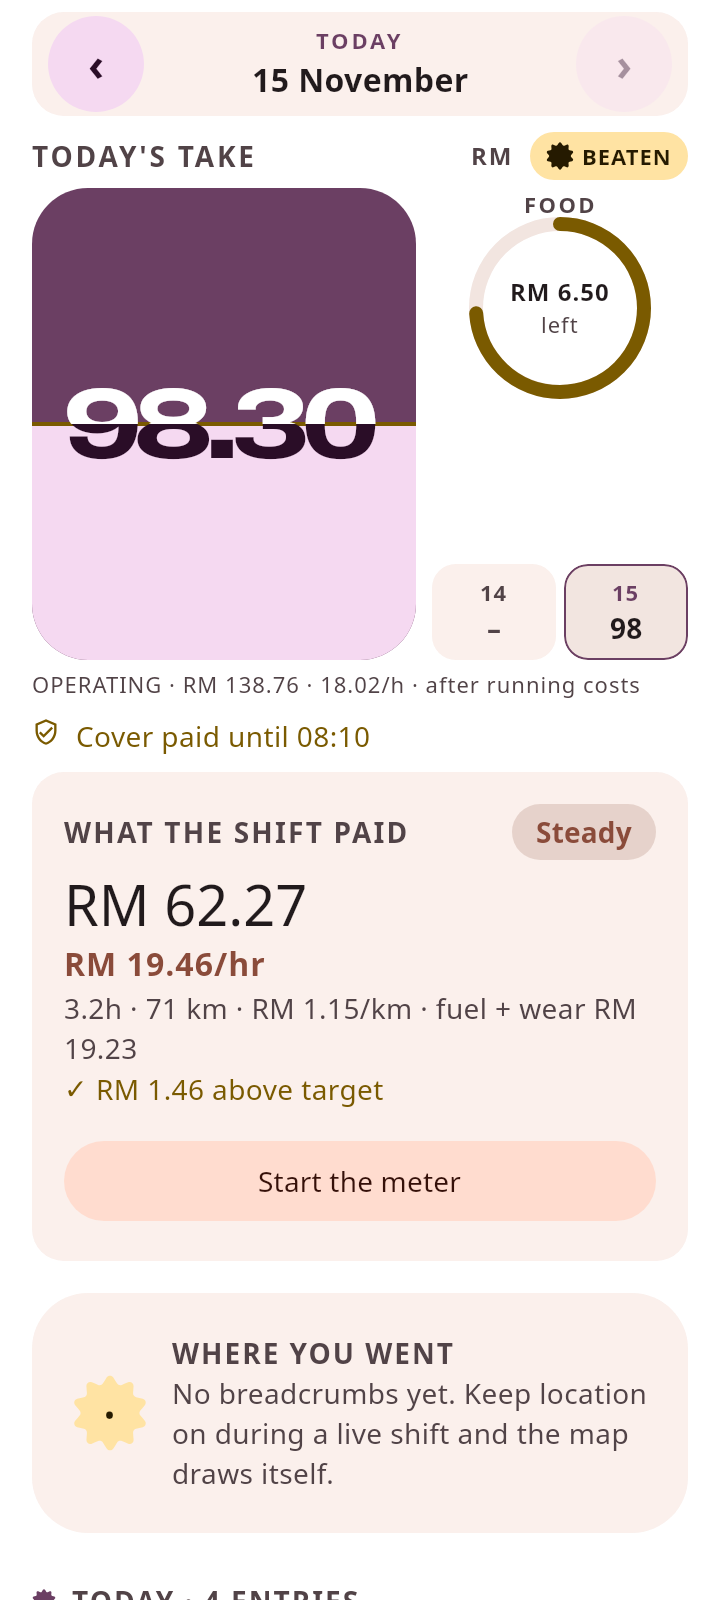 ‹
TODAY
15 November
›
TODAY'S TAKE
RM
BEATEN
98.30
FOOD
RM 6.50
left
14
–
15
98
OPERATING · RM 138.76 · 18.02/h · after running costs
Cover paid until 08:10
WHAT THE SHIFT PAID
Steady
RM 62.27
RM 19.46/hr
3.2h · 71 km · RM 1.15/km · fuel + wear RM
19.23
✓ RM 1.46 above target
Start the meter
WHERE YOU WENT
No breadcrumbs yet. Keep location
on during a live shift and the map
draws itself.
TODAY · 4 ENTRIES